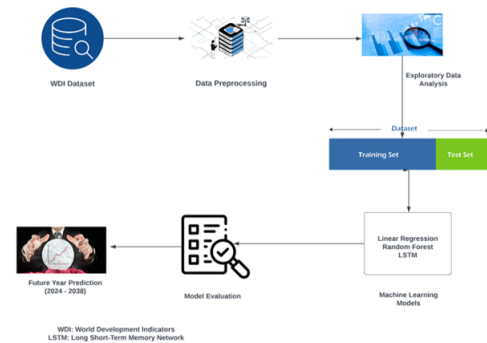 WDI Dataset
Data Preprocessing
Exploratory Data
Analysis
Dataset
Training Set
Test Set
Linear Regression
Random Forest
LSTM
Machine Learning
Models
Model Evaluation
Future Year Prediction
(2024 - 2038)
WDI: World Development Indicators
LSTM: Long Short-Term Memory Network